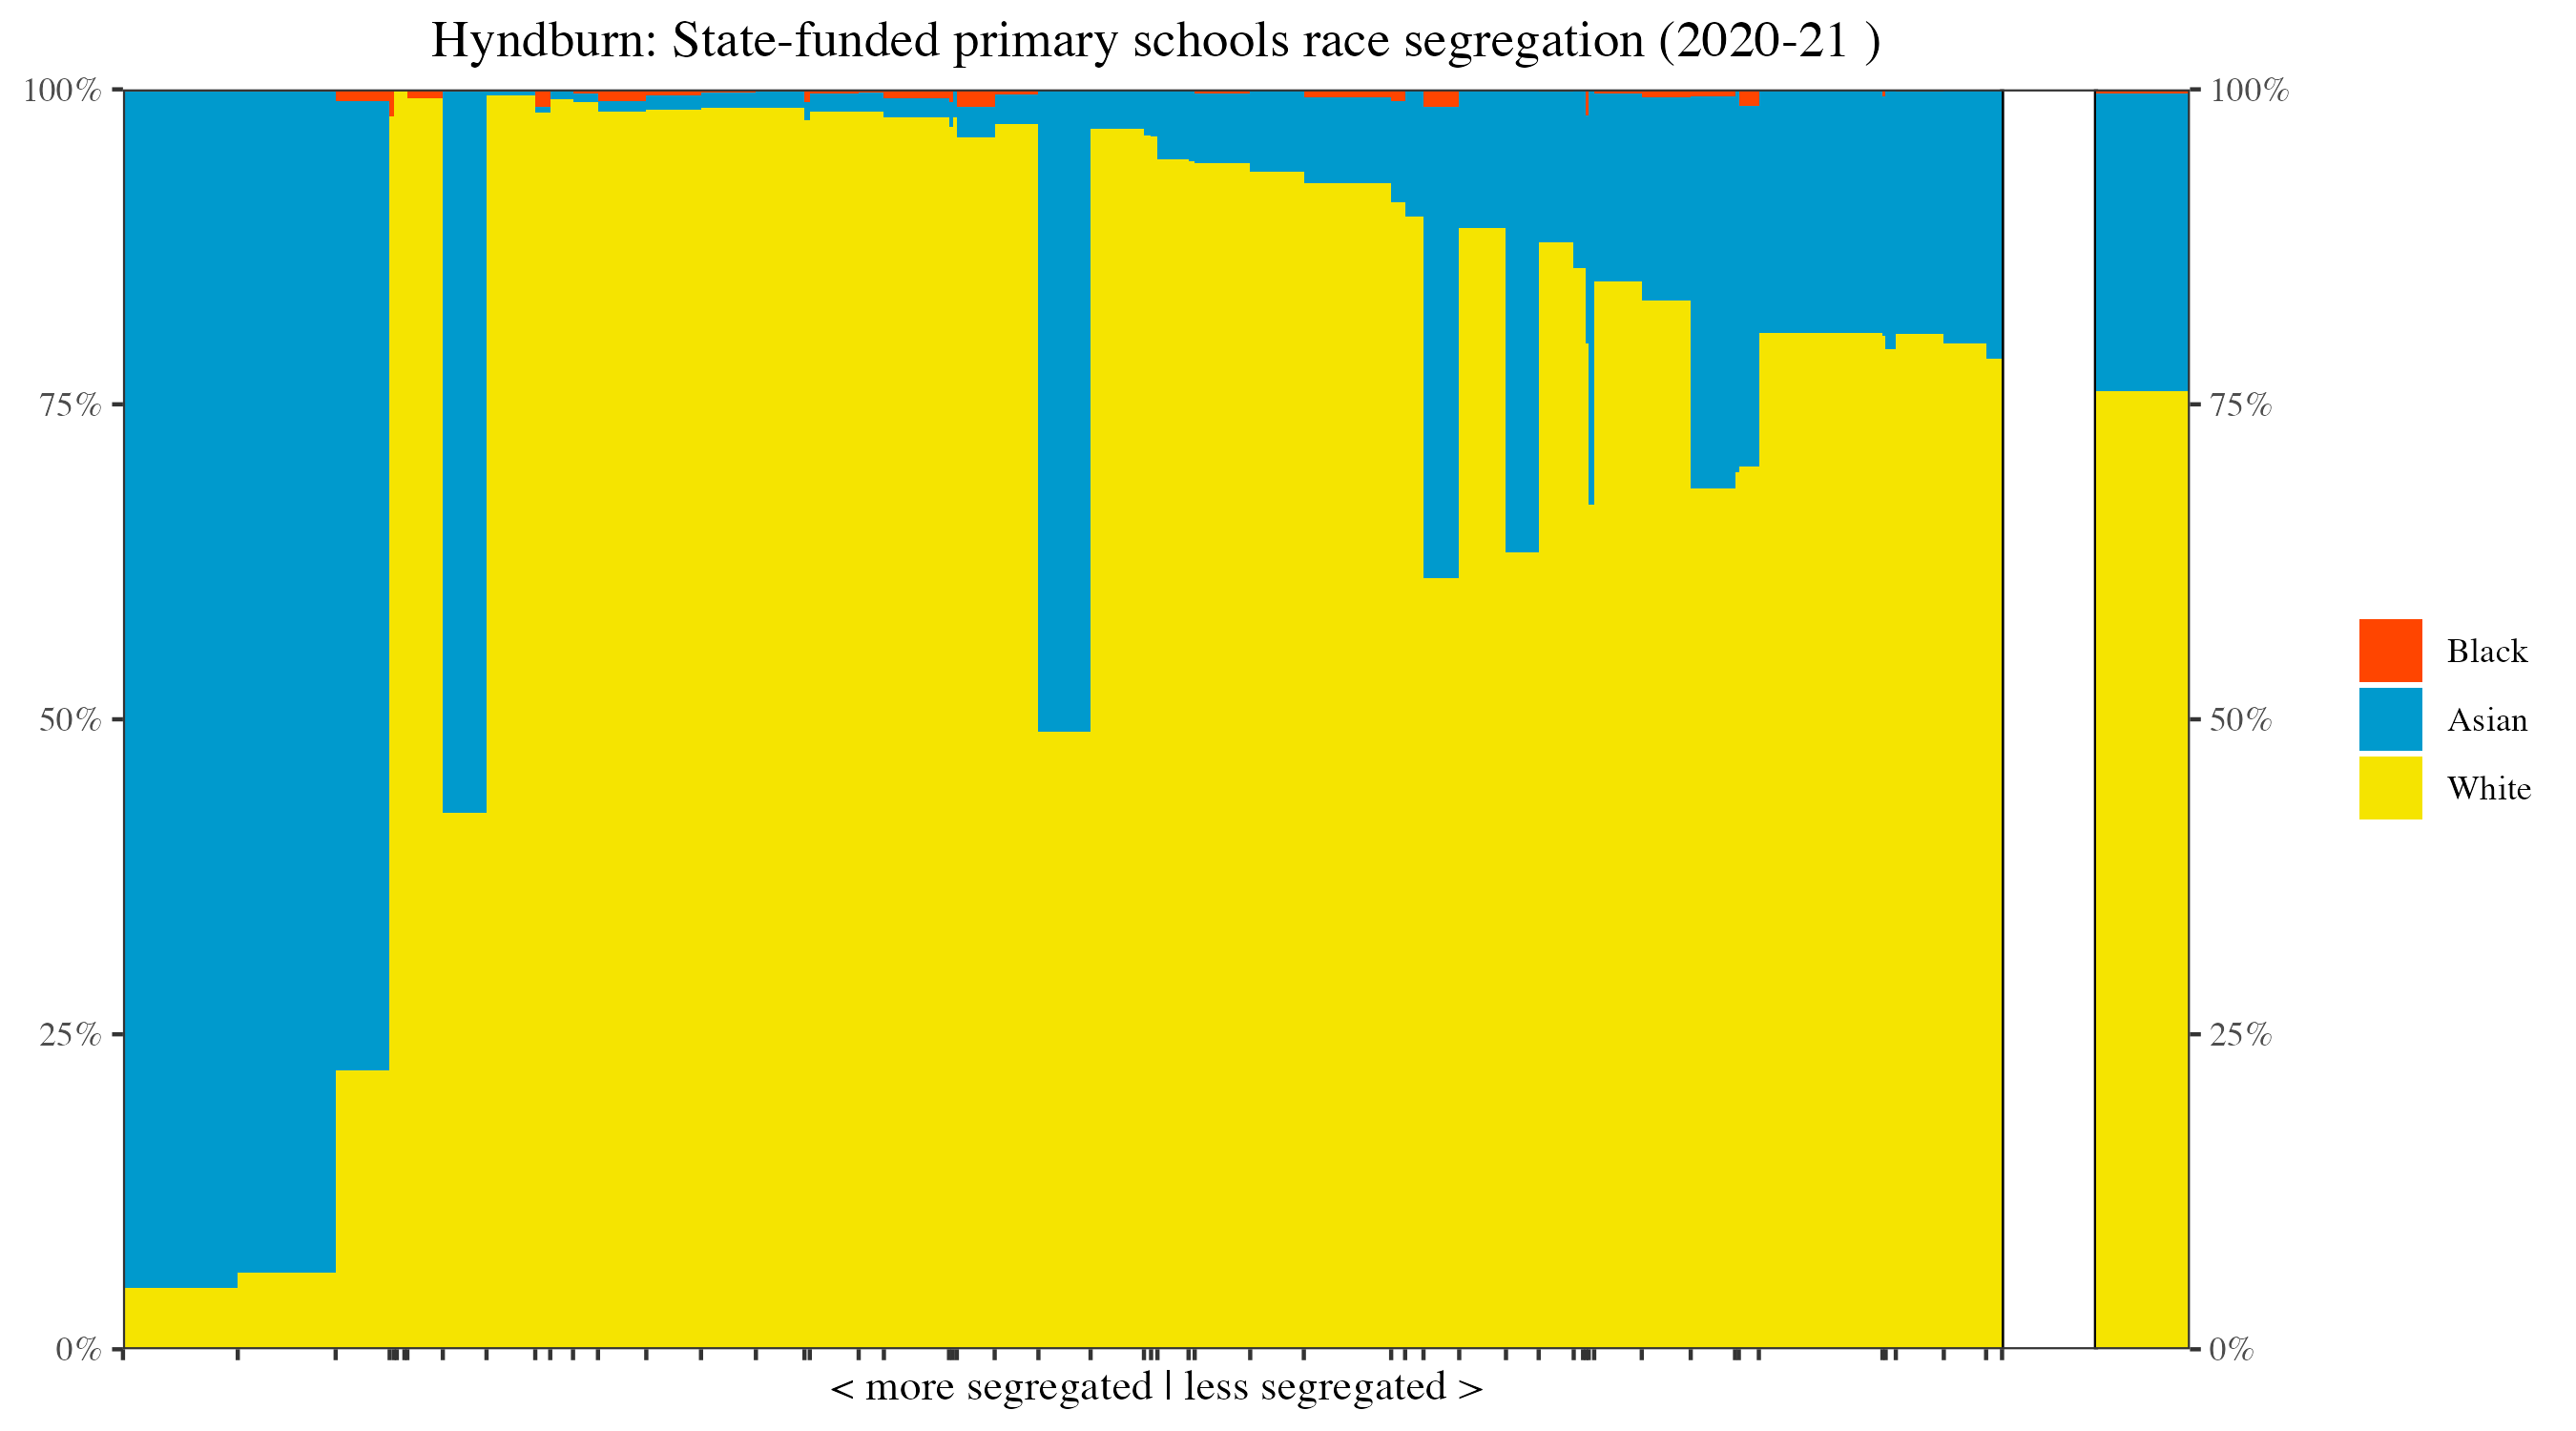 Hyndburn: State-funded primary schools race segregation (2020-21 )
100%
75%
50%
25%
0%
100%
75%
50%
25%
0%
Black
Asian
White
< more segregated | less segregated >